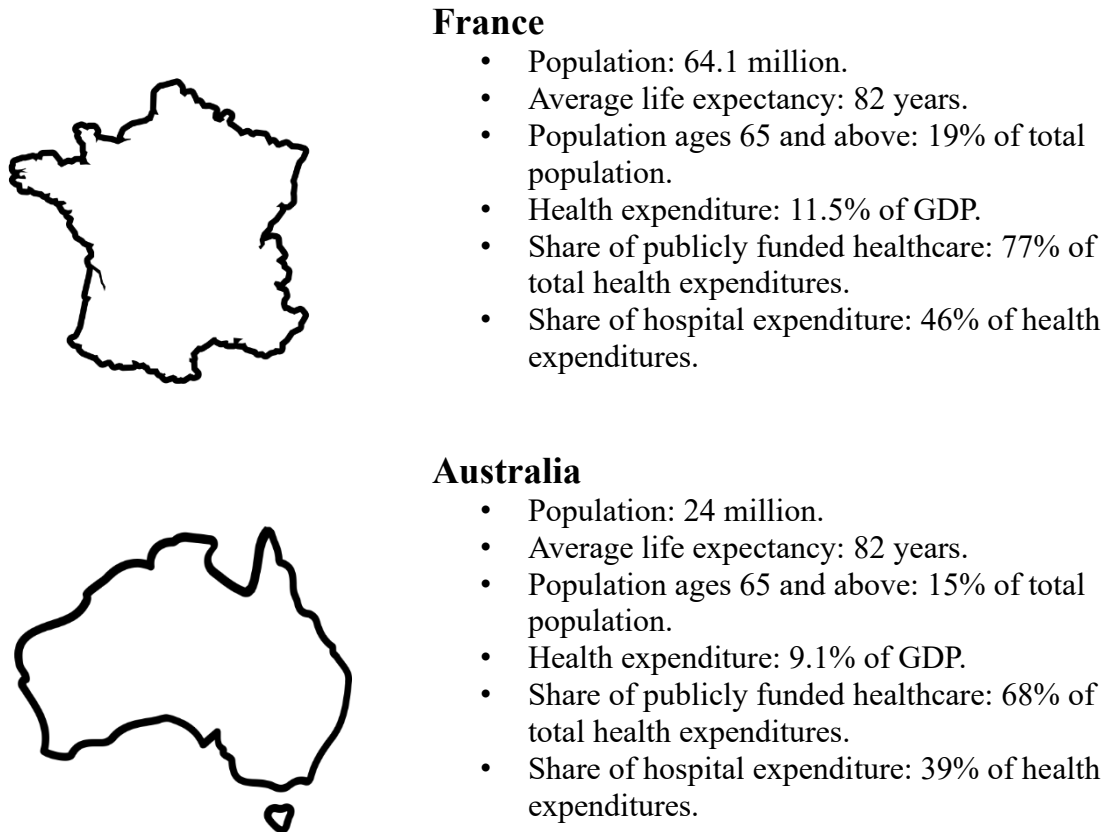 France
• Population: 64.1 million.
• Average life expectancy: 82 years.
• Population ages 65 and above: 19% of total
population.
• Health expenditure: 11.5% of GDP.
• Share of publicly funded healthcare: 77% of
total health expenditures.
• Share of hospital expenditure: 46% of health
expenditures.
Australia
• Population: 24 million.
• Average life expectancy: 82 years.
• Population ages 65 and above: 15% of total
population.
• Health expenditure: 9.1% of GDP.
• Share of publicly funded healthcare: 68% of
total health expenditures.
• Share of hospital expenditure: 39% of health
expenditures.